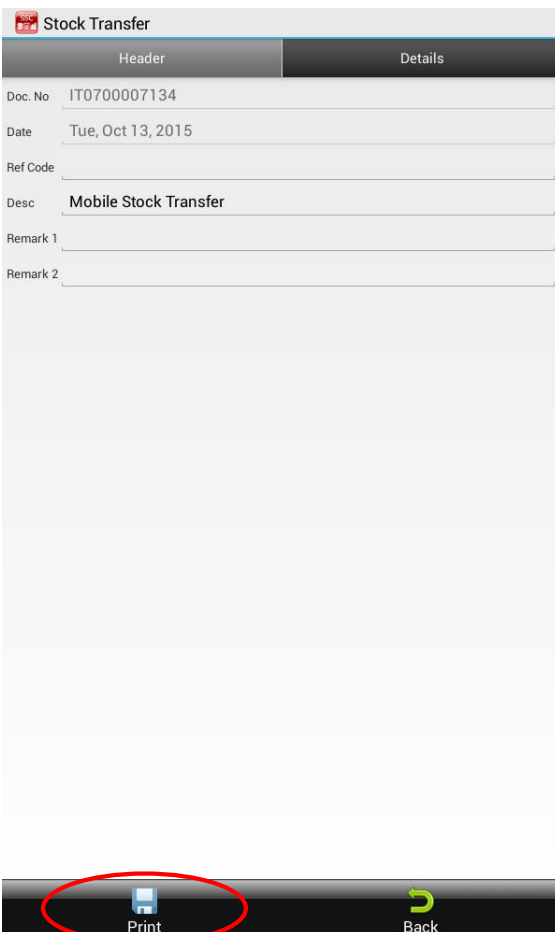 SSC Stock Transfer
Header Details
Doc. No IT0700007134
Date Tue, Oct 13, 2015
Ref Code
Desc Mobile Stock Transfer
Remark 1
Remark 2
Print Back